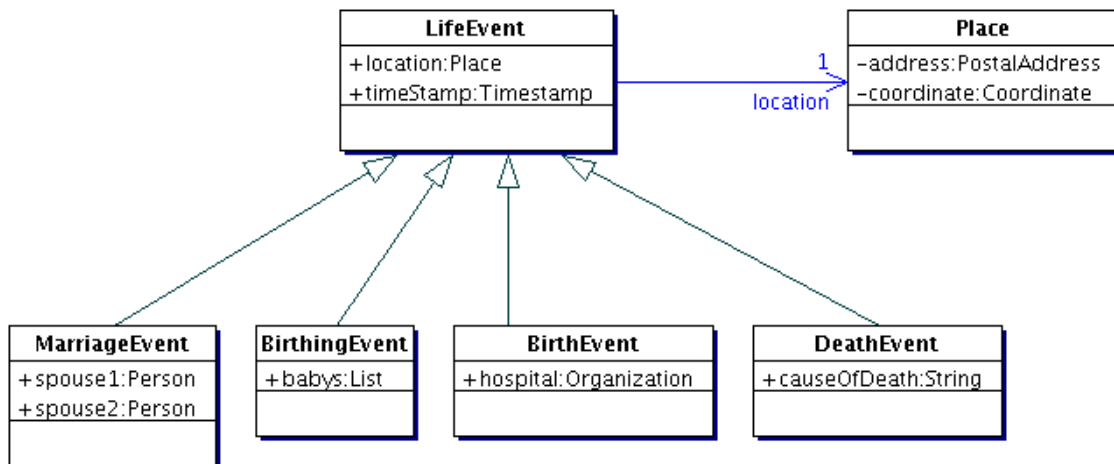 LifeEvent
+location:Place
+timeStamp:Timestamp
1
location
Place
-address:PostalAddress
-coordinate:Coordinate
MarriageEvent
+spouse1:Person
+spouse2:Person
BirthingEvent
+babys:List
BirthEvent
+hospital:Organization
DeathEvent
+causeOfDeath:String